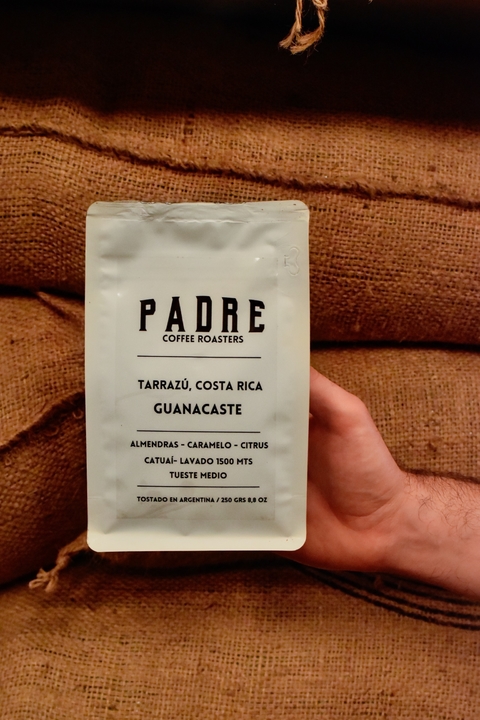 PADRE
COFFEE ROASTERS
TARRAZÚ, COSTA RICA
GUANACASTE
ALMENDRAS - CARAMELO - CITRUS
CATUAÍ- LAVADO 1500 MTS
TUESTE MEDIO
TOSTADO EN ARGENTINA / 250 GRS 8,8 OZ